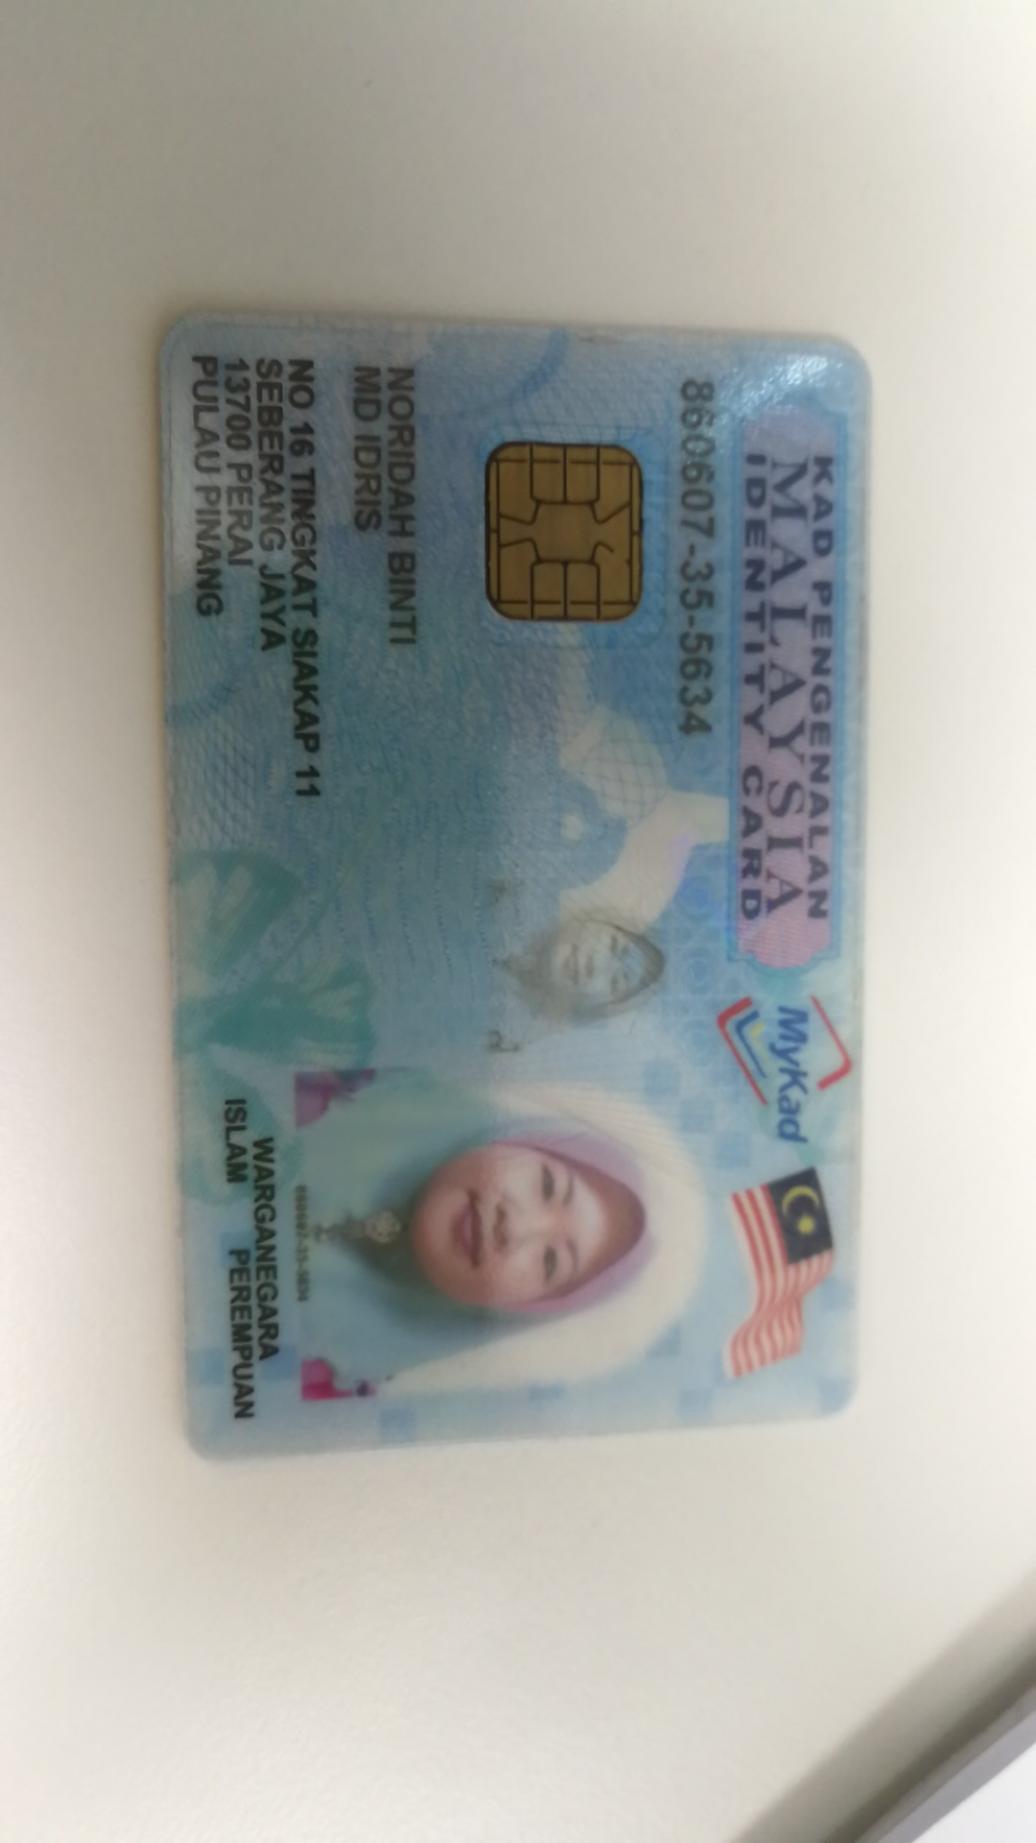 KAD PENGENALAN
MALAYSIA
IDENTITY CARD
MyKad
860607-35-5634
NORIDAH BINTI
MD IDRIS
NO 16 TINGKAT SIAKAP 11
SEBERANG JAYA
13700 PERAI
PULAU PINANG
860607-35-5634
WARGANEGARA
ISLAM PEREMPUAN